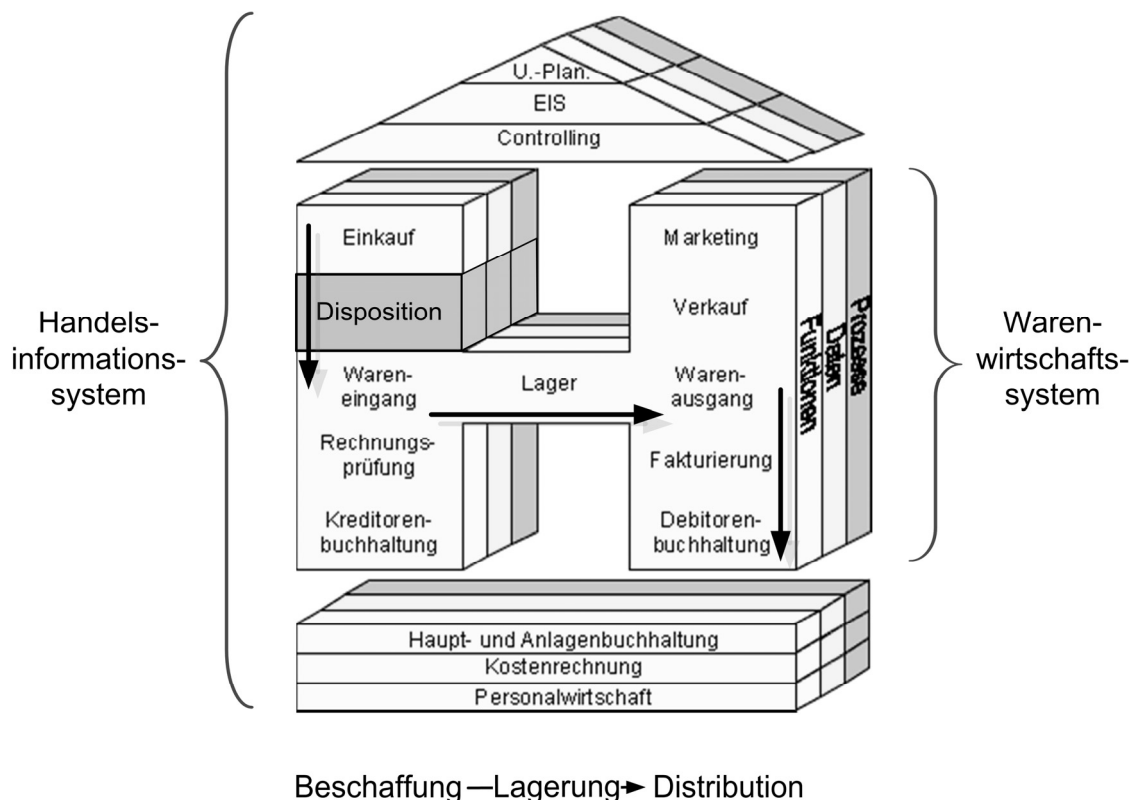 U.-Plan.
EIS
Controlling
Handels-
informations-
system
Einkauf
Disposition
Waren-
eingang
Rechnungs-
prüfung
Kreditoren-
buchhaltung
Lager
Marketing
Verkauf
Waren-
ausgang
Fakturierung
Debitoren-
buchhaltung
Funktionen
Daten
Prozesse
Waren-
wirtschafts-
system
Haupt- und Anlagenbuchhaltung
Kostenrechnung
Personalwirtschaft
Beschaffung — Lagerung → Distribution